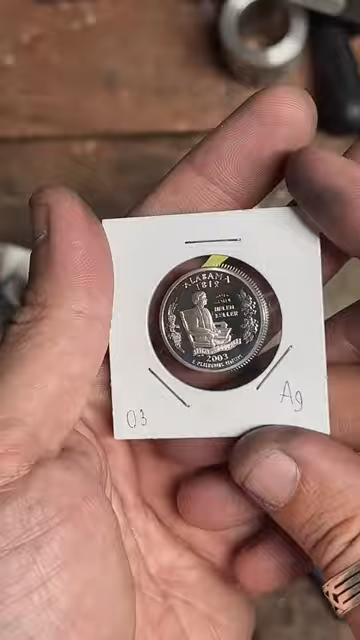 ALABAMA
1819
HELEN
KELLER
2003
E PLURIBUS UNUM
03
Ag